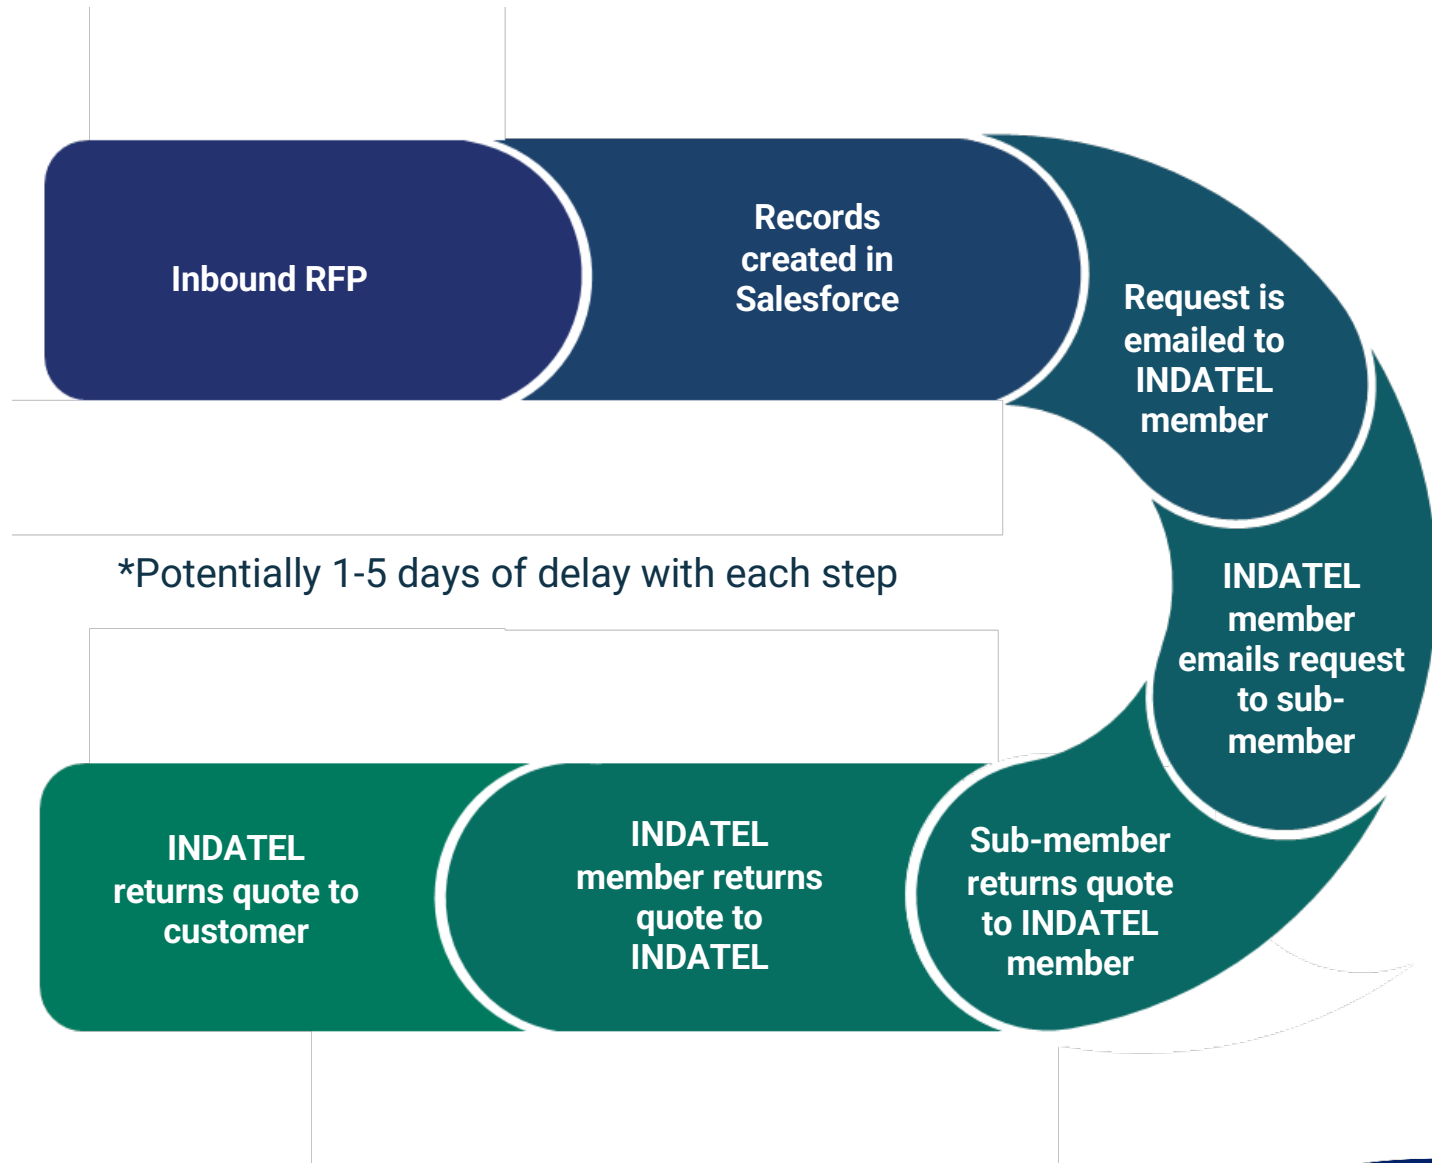 Inbound RFP
Records
created in
Salesforce
Request is
emailed to
INDATEL
member
INDATEL
member
emails request
to sub-
member
*Potentially 1-5 days of delay with each step
Sub-member
returns quote
to INDATEL
member
INDATEL
member returns
quote to
INDATEL
INDATEL
returns quote to
customer